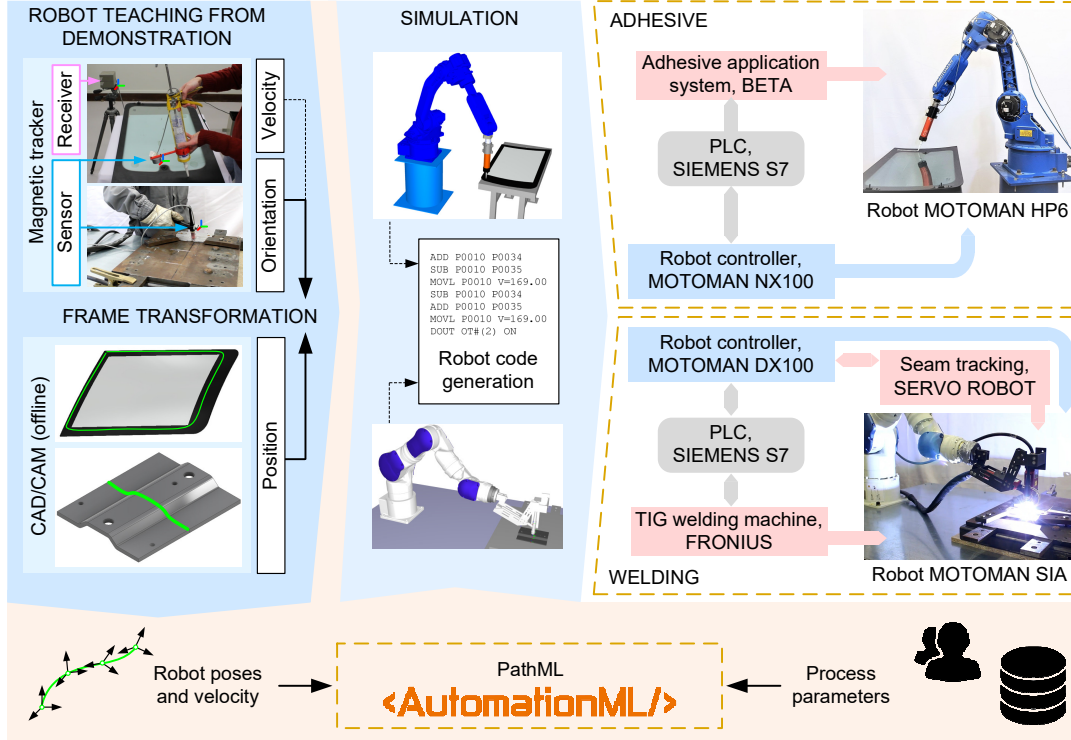 ROBOT TEACHING FROM
DEMONSTRATION
Magnetic tracker
Receiver
Sensor
Velocity
Orientation
FRAME TRANSFORMATION
CAD/CAM (offline)
Position
SIMULATION
ADD P0010 P0034
SUB P0010 P0035
MOVL P0010 V=169.00
SUB P0010 P0034
ADD P0010 P0035
MOVL P0010 V=169.00
DOUT OT#(2) ON
Robot code
generation
ADHESIVE
Adhesive application
system, BETA
PLC,
SIEMENS S7
Robot controller,
MOTOMAN NX100
Robot MOTOMAN HP6
Robot controller,
MOTOMAN DX100
Seam tracking,
SERVO ROBOT
PLC,
SIEMENS S7
TIG welding machine,
FRONIUS
Robot MOTOMAN SIA
WELDING
Robot poses
and velocity
PathML
<AutomationML/>
Process
parameters